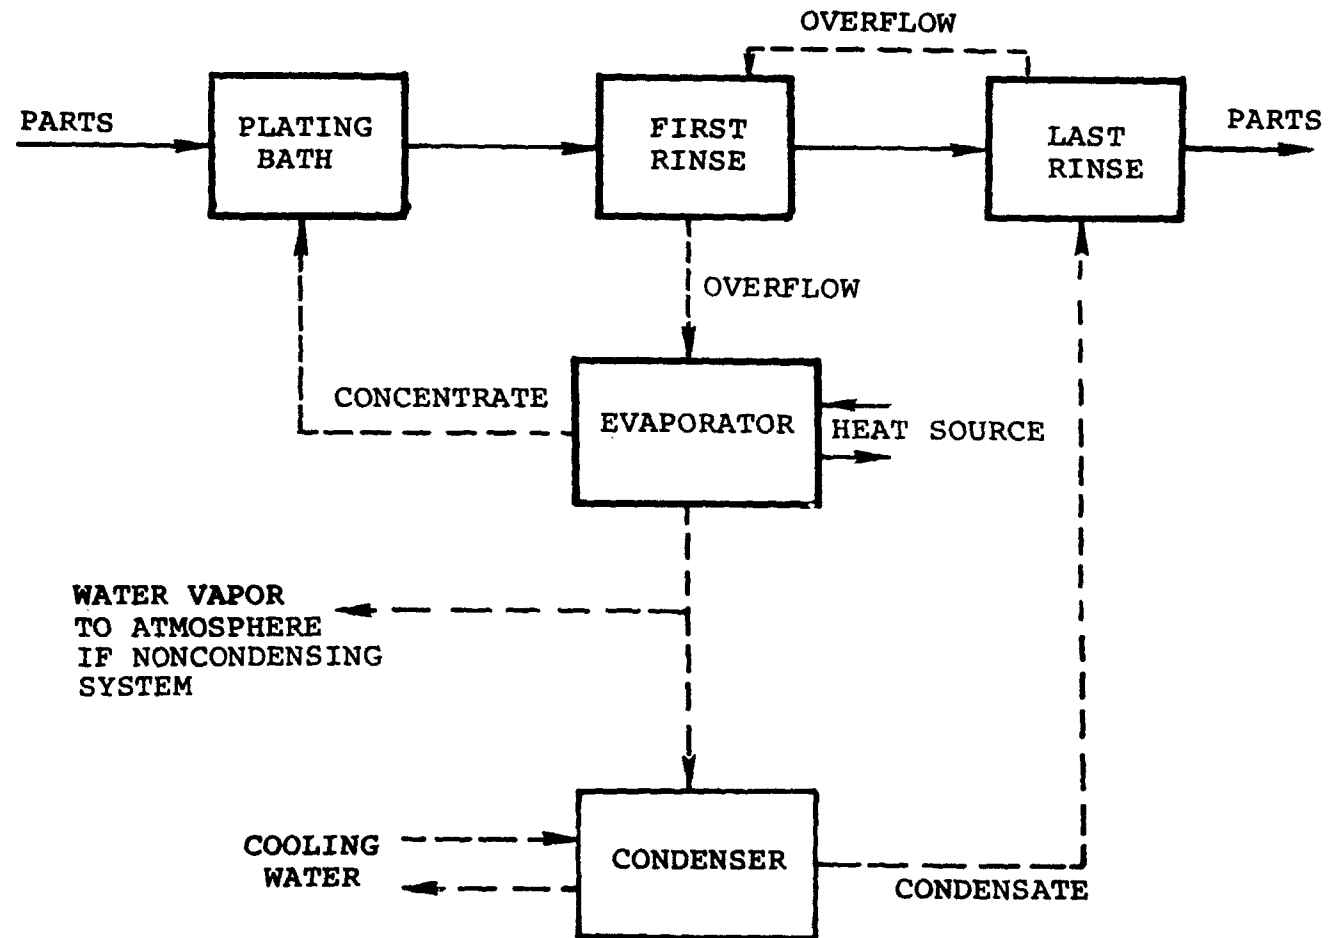 OVERFLOW
PARTS
PLATING
BATH
FIRST
RINSE
LAST
RINSE
PARTS
OVERFLOW
CONCENTRATE
EVAPORATOR
HEAT SOURCE
WATER VAPOR
TO ATMOSPHERE
IF NONCONDENSING
SYSTEM
COOLING
WATER
CONDENSER
CONDENSATE